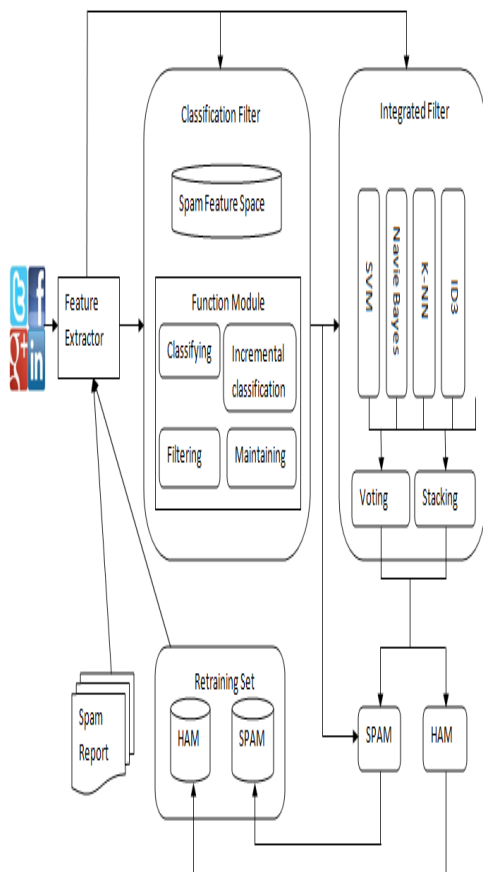 Classification Filter
Integrated Filter
Spam Feature Space
SVM
Navie Bayes
K-NN
ID3
t
f
g+
in
Feature
Extractor
Function Module
Classifying
Incremental
classification
Filtering
Maintaining
Voting
Stacking
Spam
Report
Retraining Set
HAM
SPAM
SPAM
HAM